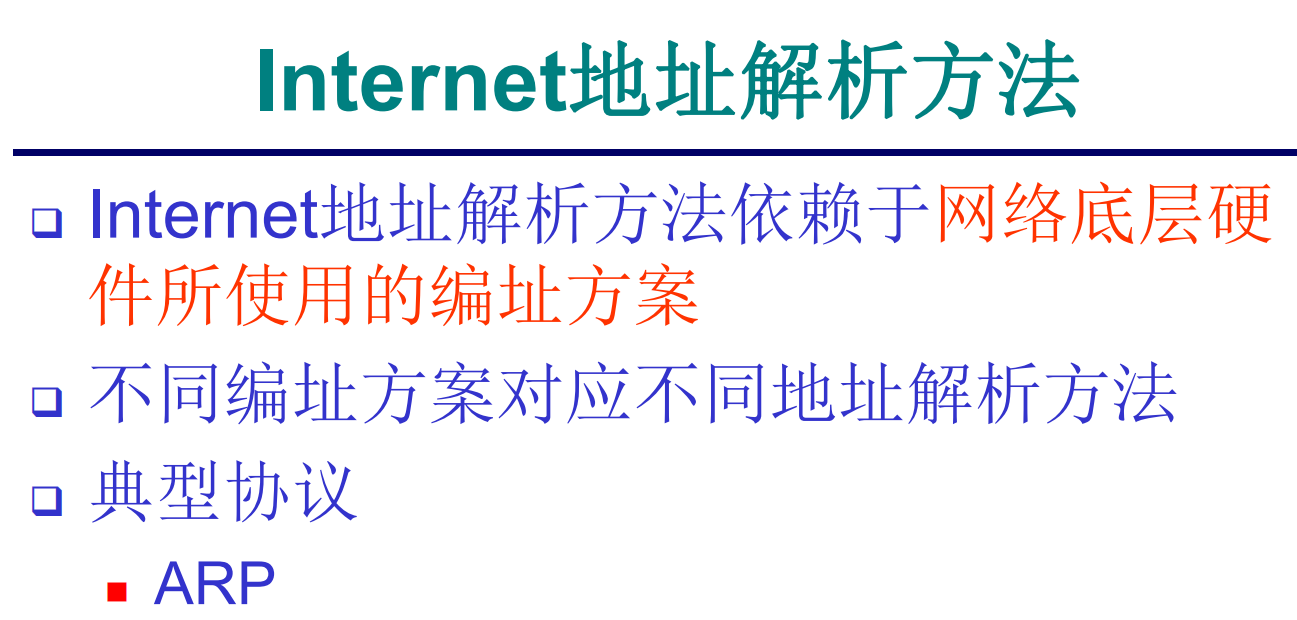 Internet地址解析方法
Internet地址解析方法依赖于网络底层硬
件所使用的编址方案
不同编址方案对应不同地址解析方法
典型协议
ARP